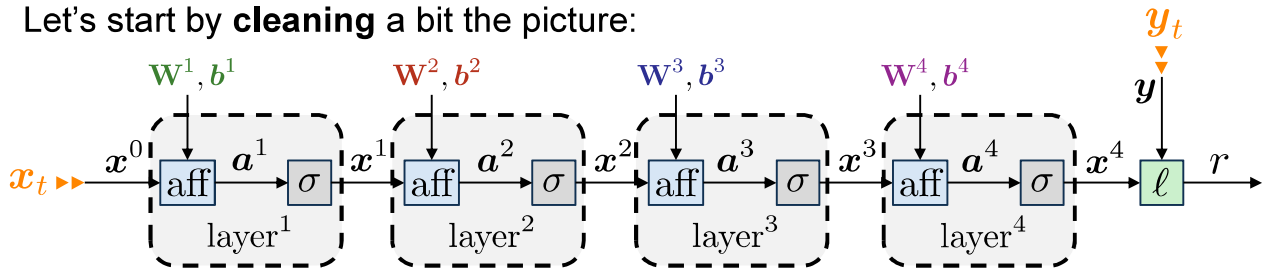 Let's start by cleaning a bit the picture:
𝒚ₜ
W¹, b¹ W², b² W³, b³ W⁴, b⁴
y
xₜ x⁰ aff a¹ σ x¹ aff a² σ x² aff a³ σ x³ aff a⁴ σ x⁴ ℓ r
layer¹ layer² layer³ layer⁴